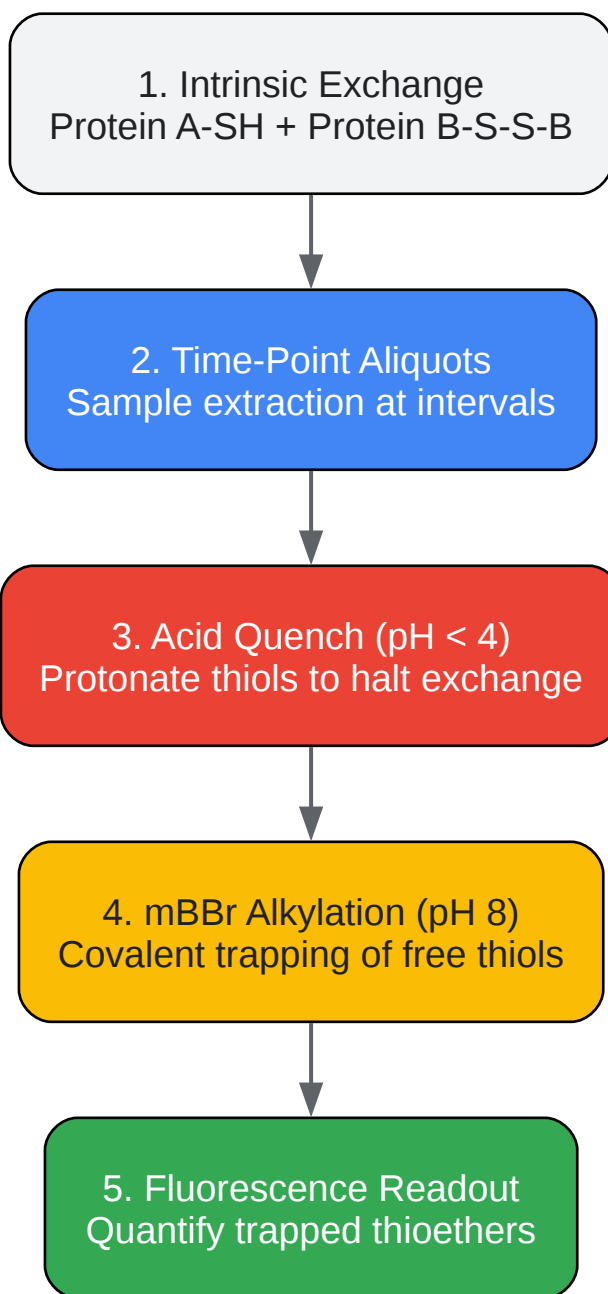 1. Intrinsic Exchange
Protein A-SH + Protein B-S-S-B
2. Time-Point Aliquots
Sample extraction at intervals
3. Acid Quench (pH < 4)
Protonate thiols to halt exchange
4. mBBr Alkylation (pH 8)
Covalent trapping of free thiols
5. Fluorescence Readout
Quantify trapped thioethers